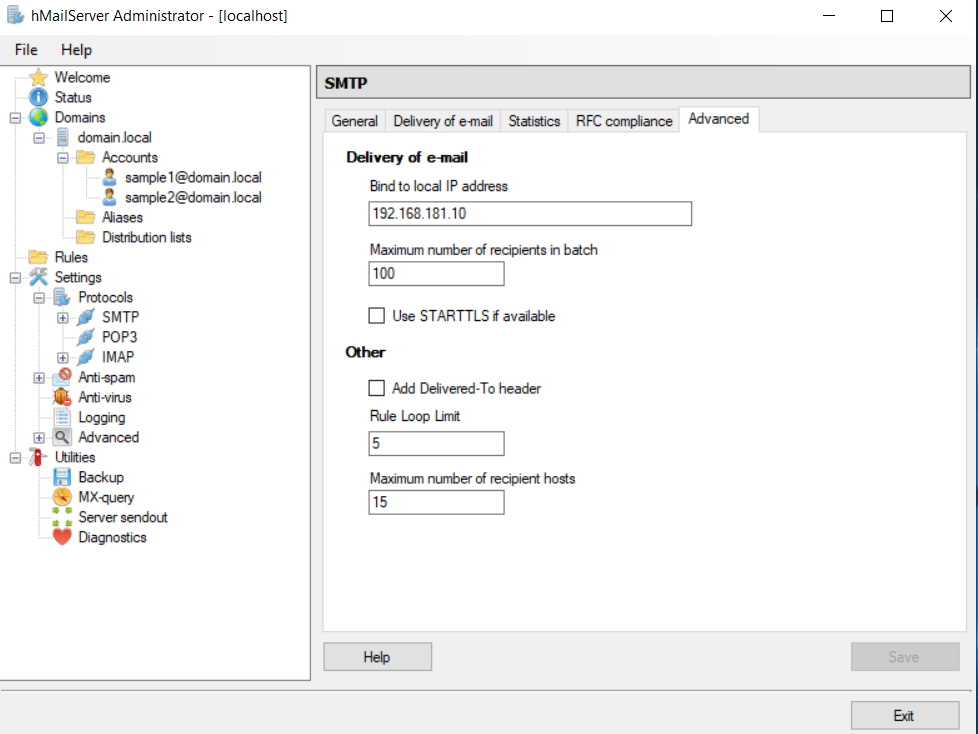 hMailServer Administrator - [localhost]
File Help
Welcome
Status
Domains
domain.local
Accounts
sample1@domain.local
sample2@domain.local
Aliases
Distribution lists
Rules
Settings
Protocols
SMTP
POP3
IMAP
Anti-spam
Anti-virus
Logging
Advanced
Utilities
Backup
MX-query
Server sendout
Diagnostics
SMTP
General Delivery of e-mail Statistics RFC compliance Advanced
Delivery of e-mail
Bind to local IP address
192.168.181.10
Maximum number of recipients in batch
100
Use STARTTLS if available
Other
Add Delivered-To header
Rule Loop Limit
5
Maximum number of recipient hosts
15
Help Save
Exit